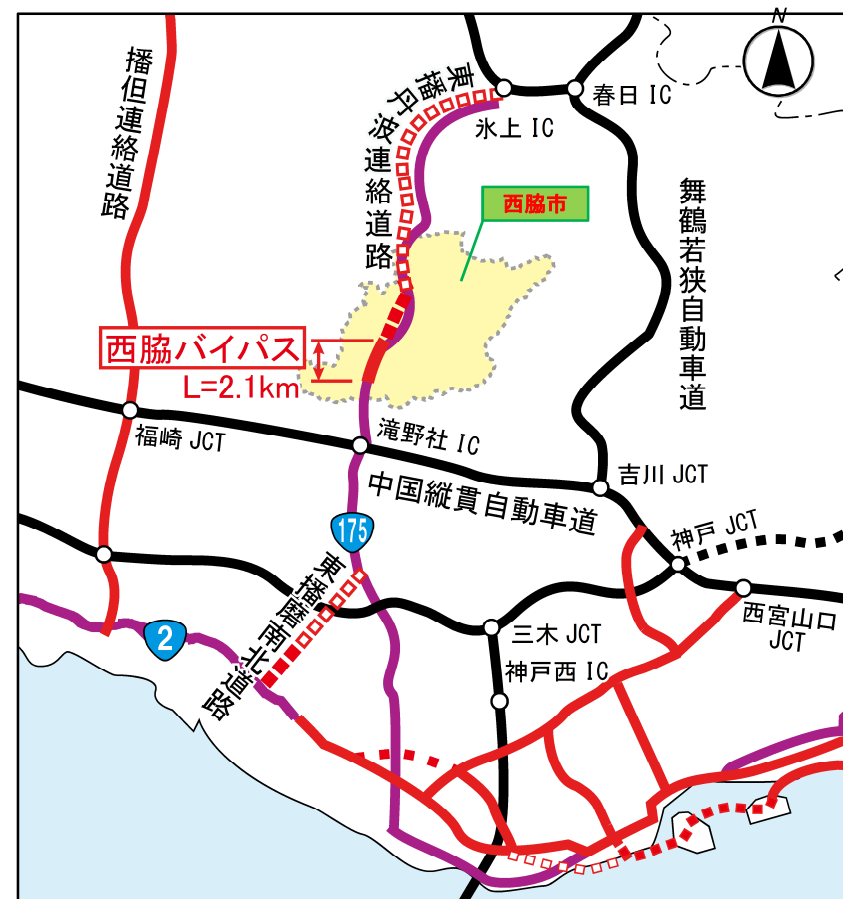 N
播但連絡道路
東播丹波連絡道路
氷上 IC
春日 IC
西脇市
舞鶴若狭自動車道
西脇バイパス
L=2.1km
福崎 JCT
滝野社 IC
中国縦貫自動車道
吉川 JCT
175
神戸 JCT
東播磨南北道路
2
三木 JCT
西宮山口
JCT
神戸西 IC